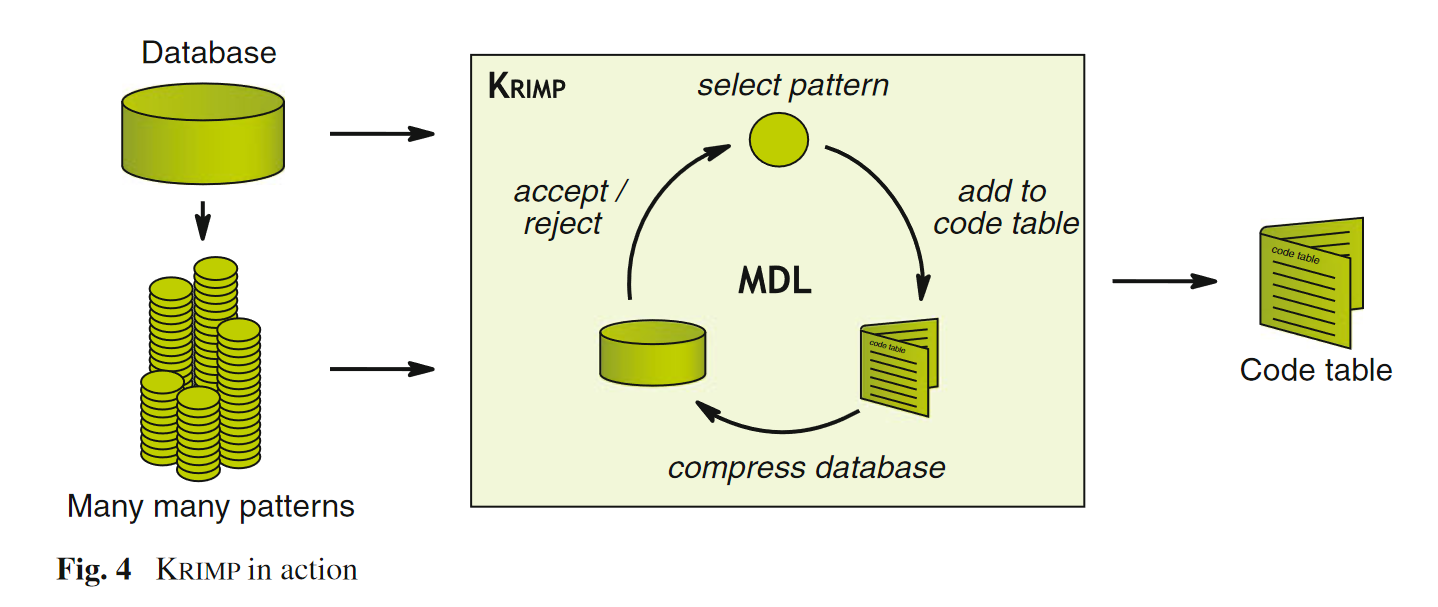 Database
KRIMP
select pattern
accept /
reject
add to
code table
MDL
code table
code table
compress database
Code table
Many many patterns
Fig. 4 KRIMP in action